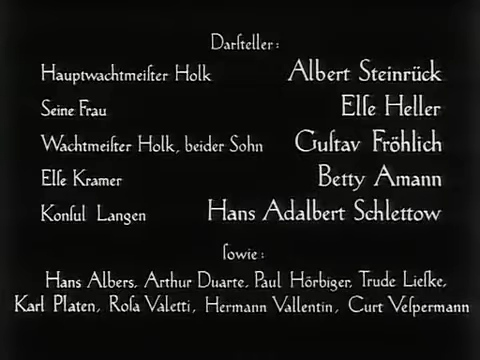 Darſteller:
Hauptwachtmeiſter Holk Albert Steinrück
Seine Frau Elſe Heller
Wachtmeiſter Holk, beider Sohn Guſtav Fröhlich
Elſe Kramer Betty Amann
Konſul Langen Hans Adalbert Schlettow
ſowie:
Hans Albers, Arthur Duarte, Paul Hörbiger, Trude Lieſke,
Karl Platen, Roſa Valetti, Hermann Vallentin, Curt Veſpermann